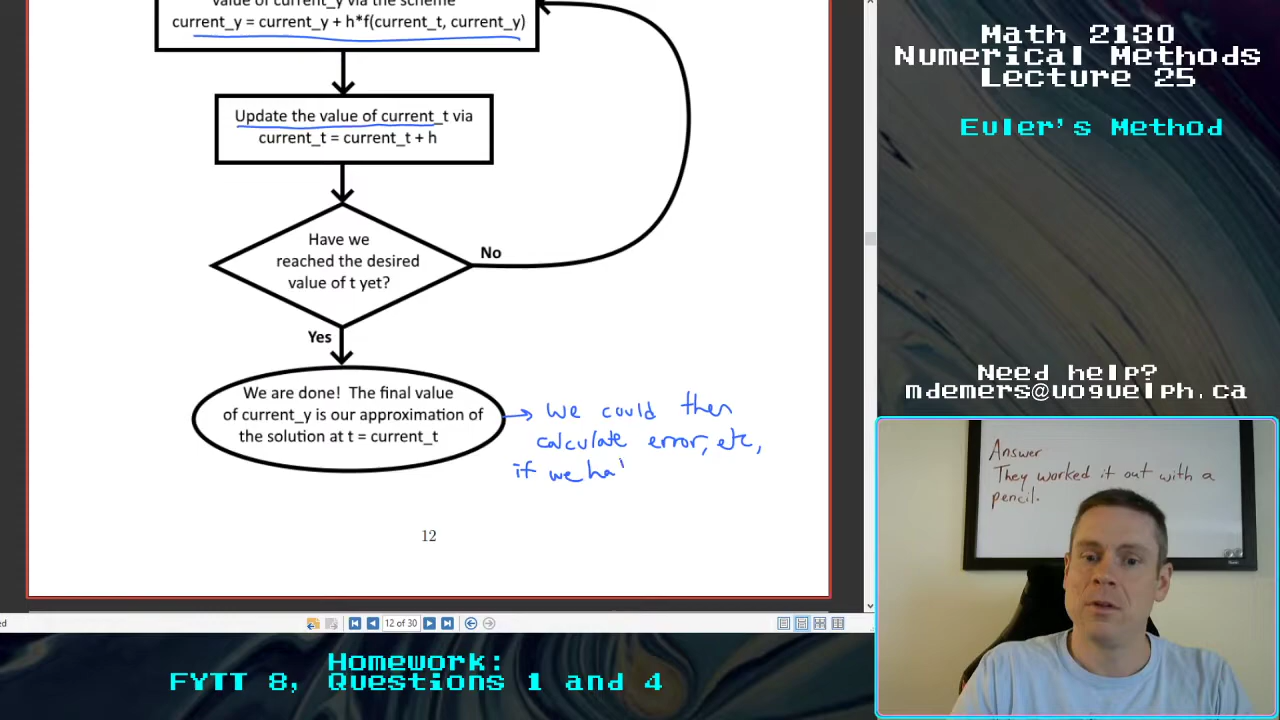 value of current_y via the scheme
current_y = current_y + h*f(current_t, current_y)
Update the value of current_t via
current_t = current_t + h
Have we
reached the desired
value of t yet?
No
Yes
We are done! The final value
of current_y is our approximation of
the solution at t = current_t
we could then
calculate error, etc,
if we ha
12
12 of 30
Math 2130
Numerical Methods
Lecture 25
Euler's Method
Need help?
mdemers@uoguelph.ca
Answer
They worked it out with a
pencil.
Homework:
FYTT 8, Questions 1 and 4